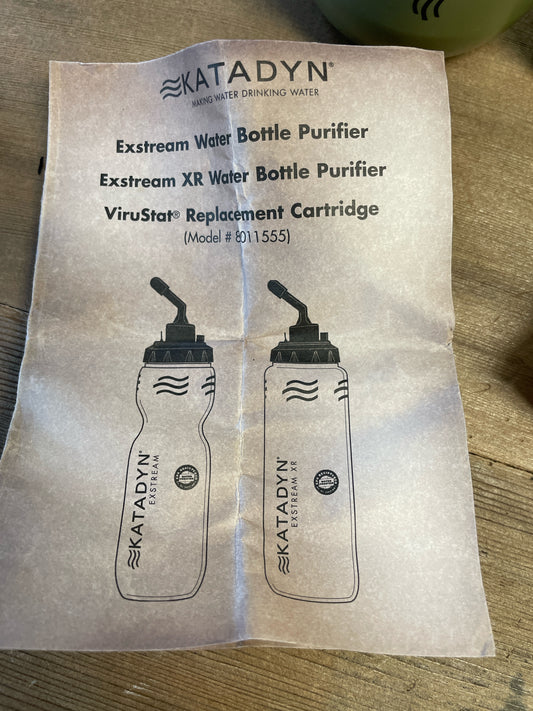 KATADYN®
MAKING WATER DRINKING WATER
Exstream Water Bottle Purifier
Exstream XR Water Bottle Purifier
ViruStat® Replacement Cartridge
(Model # 8011555)
KATADYN®
EXSTREAM
KATADYN®
EXSTREAM XR